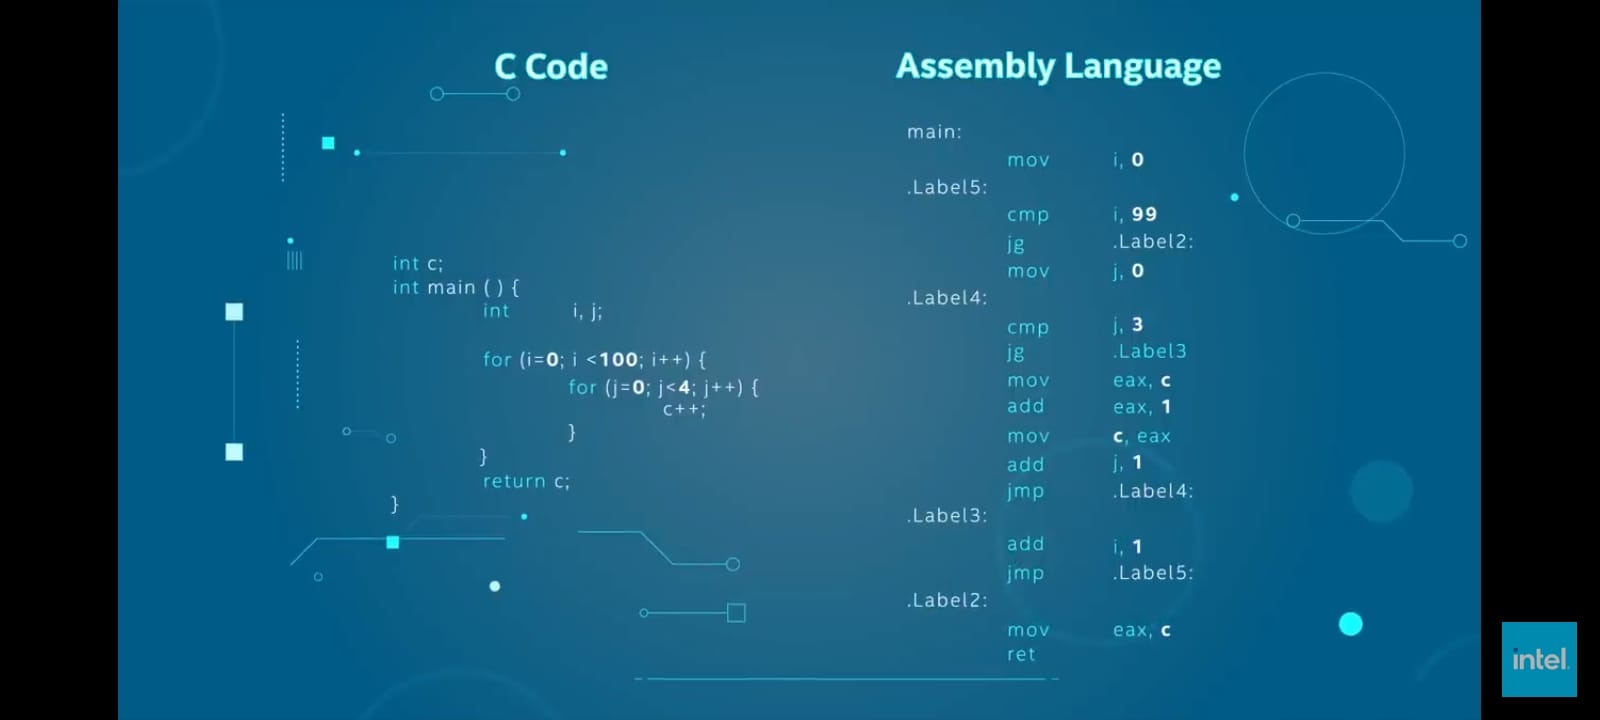 C Code
int c;
int main ( ) {
int i, j;
for (i=0; i <100; i++) {
for (j=0; j<4; j++) {
c++;
}
}
return c;
}
Assembly Language
main:
mov i, 0
.Label5:
cmp i, 99
jg .Label2:
mov j, 0
.Label4:
cmp j, 3
jg .Label3
mov eax, c
add eax, 1
mov c, eax
add j, 1
jmp .Label4:
.Label3:
add i, 1
jmp .Label5:
.Label2:
mov eax, c
ret
intel.